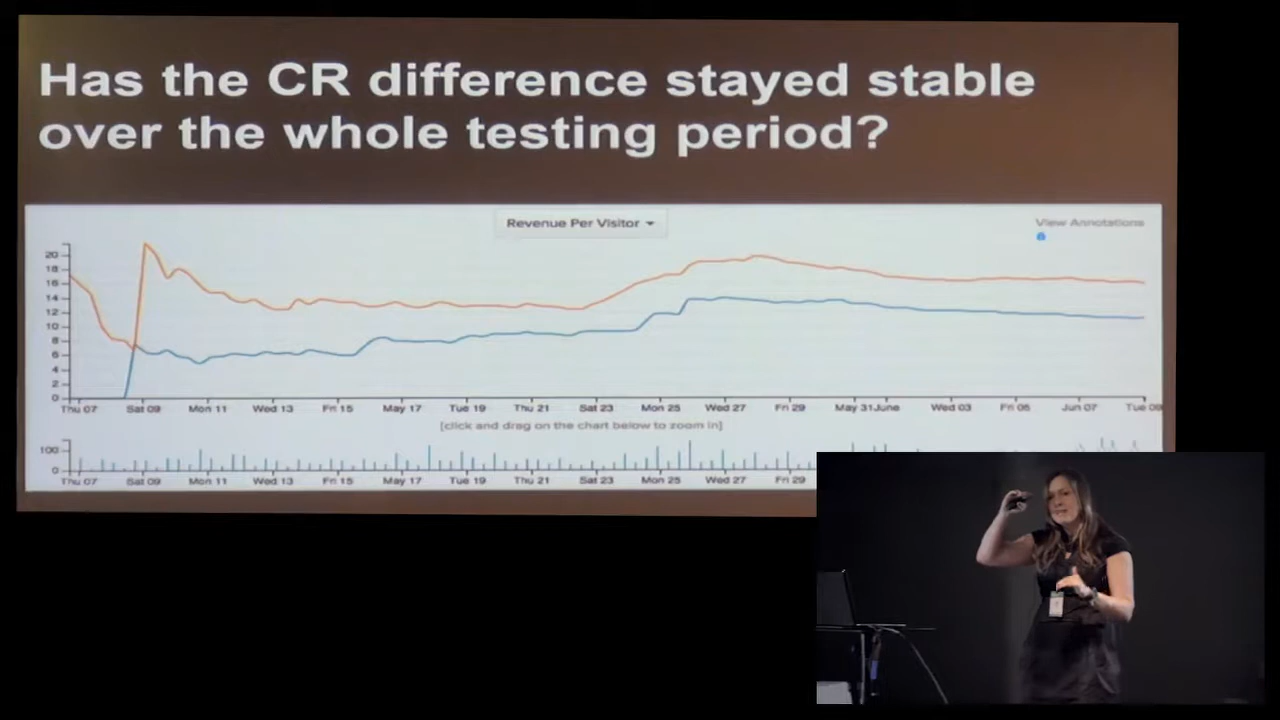 Has the CR difference stayed stable
over the whole testing period?
Revenue Per Visitor
View Annotations
20
18
16
14
12
10
8
6
4
2
0
Thu 07 Sat 09 Mon 11 Wed 13 Fri 15 May 17 Tue 19 Thu 21 Sat 23 Mon 25 Wed 27 Fri 29 May 31 June Wed 03 Fri 05 Jun 07 Tue 09
[click and drag on the chart below to zoom in]
100
0
Thu 07 Sat 09 Mon 11 Wed 13 Fri 15 May 17 Tue 19 Thu 21 Sat 23 Mon 25 Wed 27 Fri 29